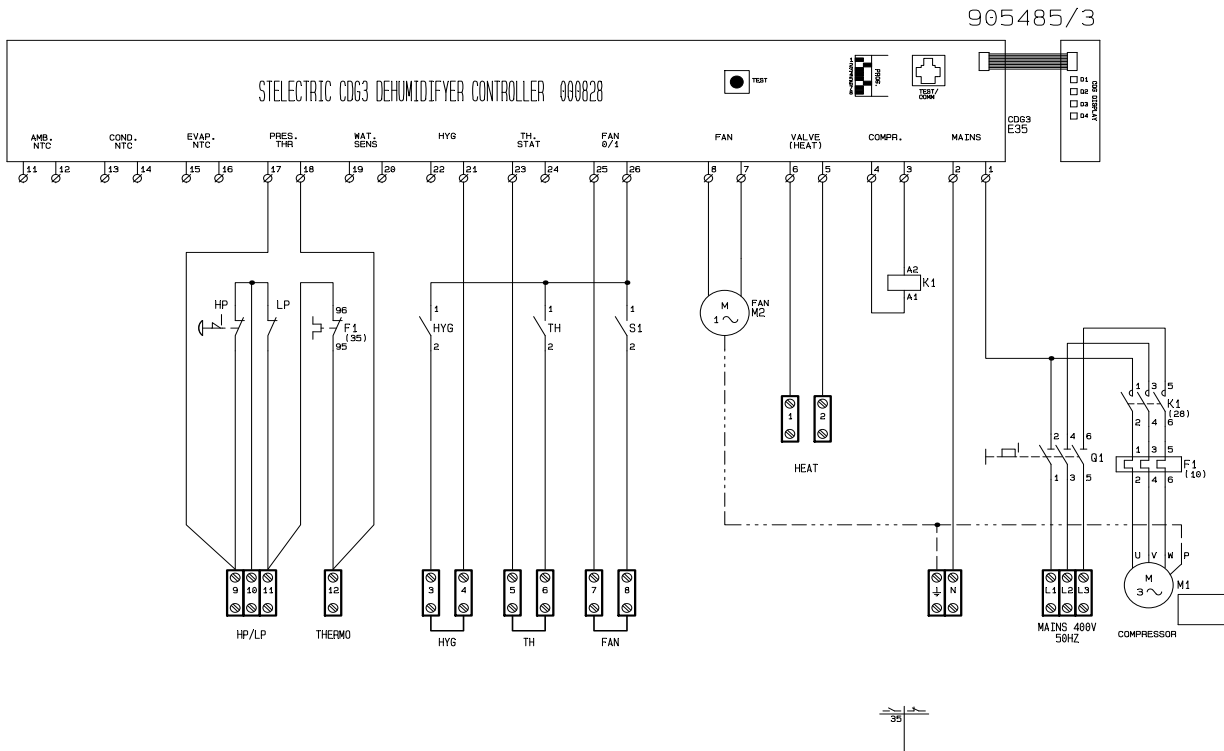 905485/3
STELECTRIC CDG3 DEHUMIDIFYER CONTROLLER 000828
TEST
PROG.
TEST/
COMM
D1
D2
D3
D4
CDG DISPLAY
CDG3
E35
AMB.
NTC
COND.
NTC
EVAP.
NTC
PRES.
THR
WAT.
SENS
HYG
TH.
STAT
FAN
0/1
FAN
VALVE
(HEAT)
COMPR.
MAINS
11 12 13 14 15 16 17 18 19 20 22 21 23 24 25 26 8 7 6 5 4 3 2 1
A2
K1
A1
HP
LP
96
F1
(35)
95
1
HYG
2
1
TH
2
1
S1
2
M
1
FAN
M2
1 3 5
K1
(28)
2 4 6
1 2
HEAT
2 4 6
Q1
1 3 5
1 3 5
F1
(10)
2 4 6
U V W P
M
3
M1
9 10 11 12 3 4 5 6 7 8 N L1 L2 L3
HP/LP
THERMO
HYG
TH
FAN
MAINS 400V
50HZ
COMPRESSOR
35